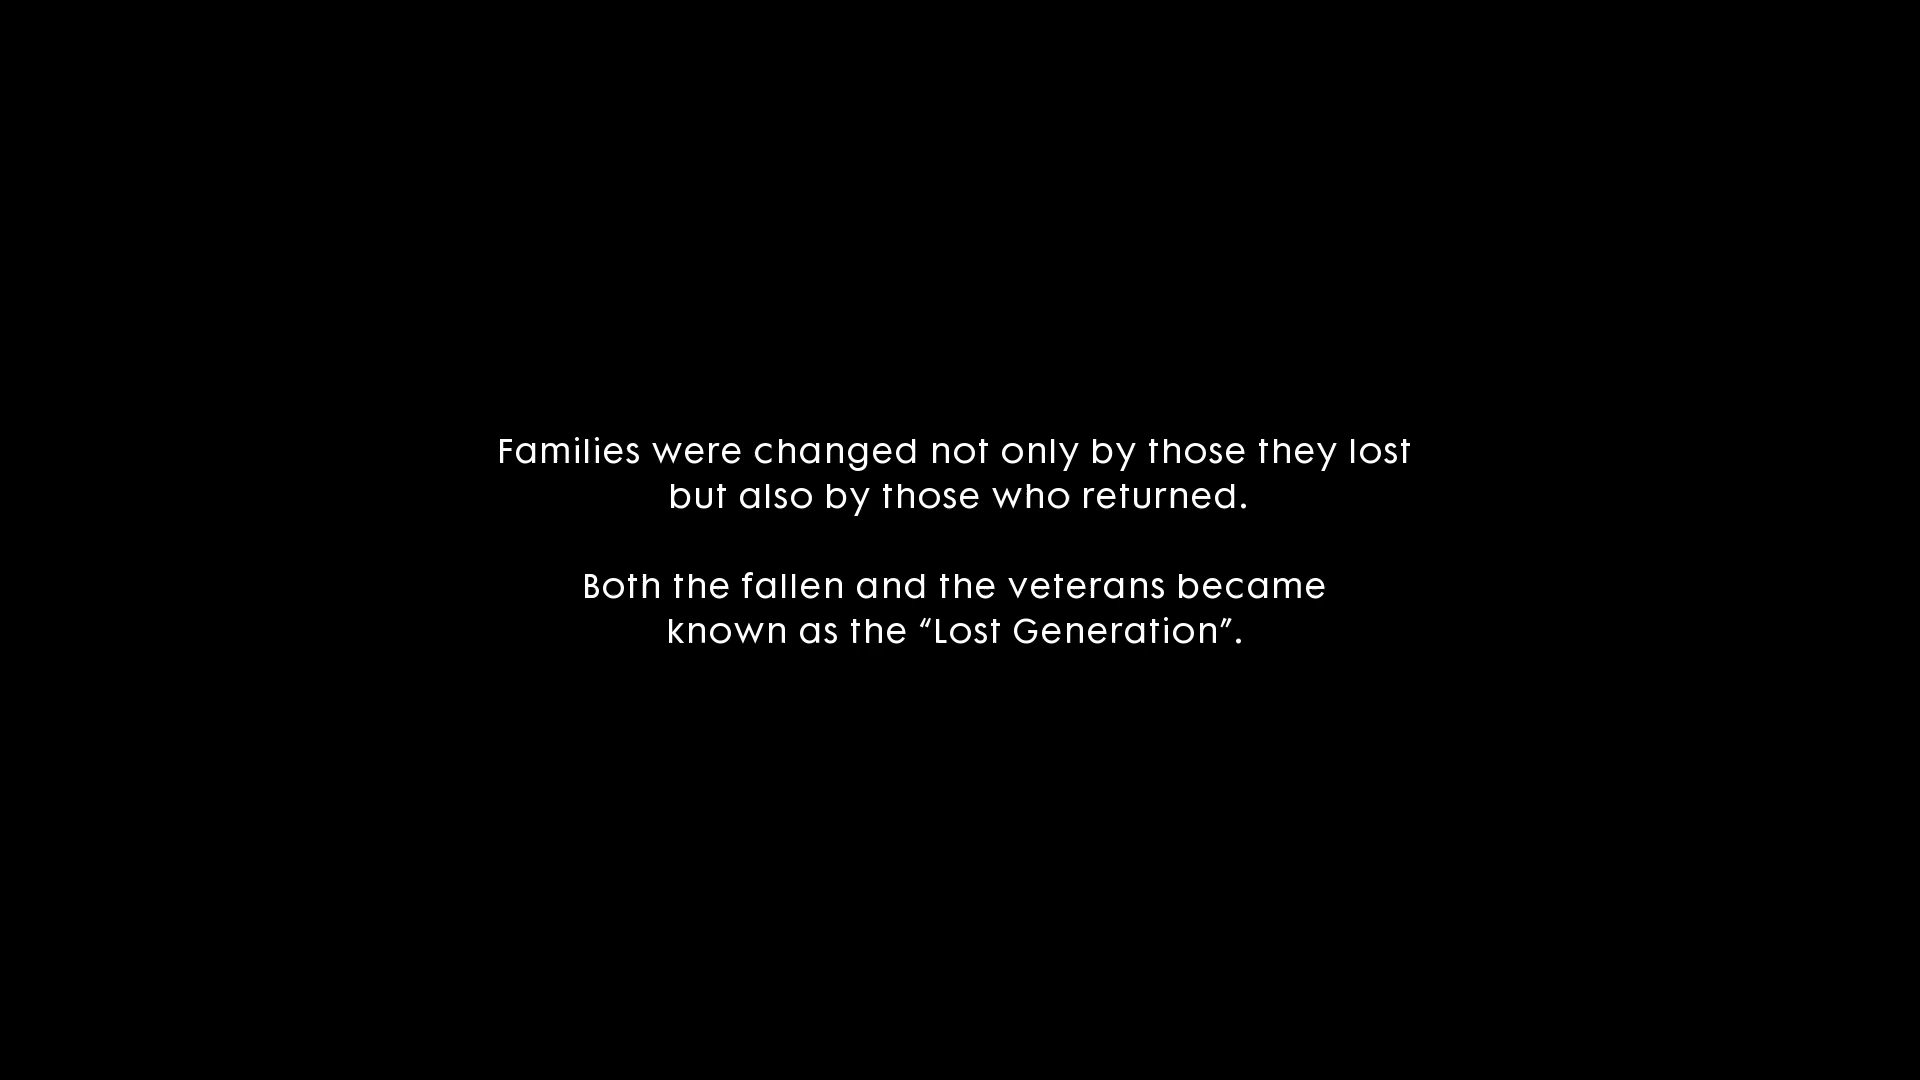 Families were changed not only by those they lost
but also by those who returned.
Both the fallen and the veterans became
known as the “Lost Generation”.